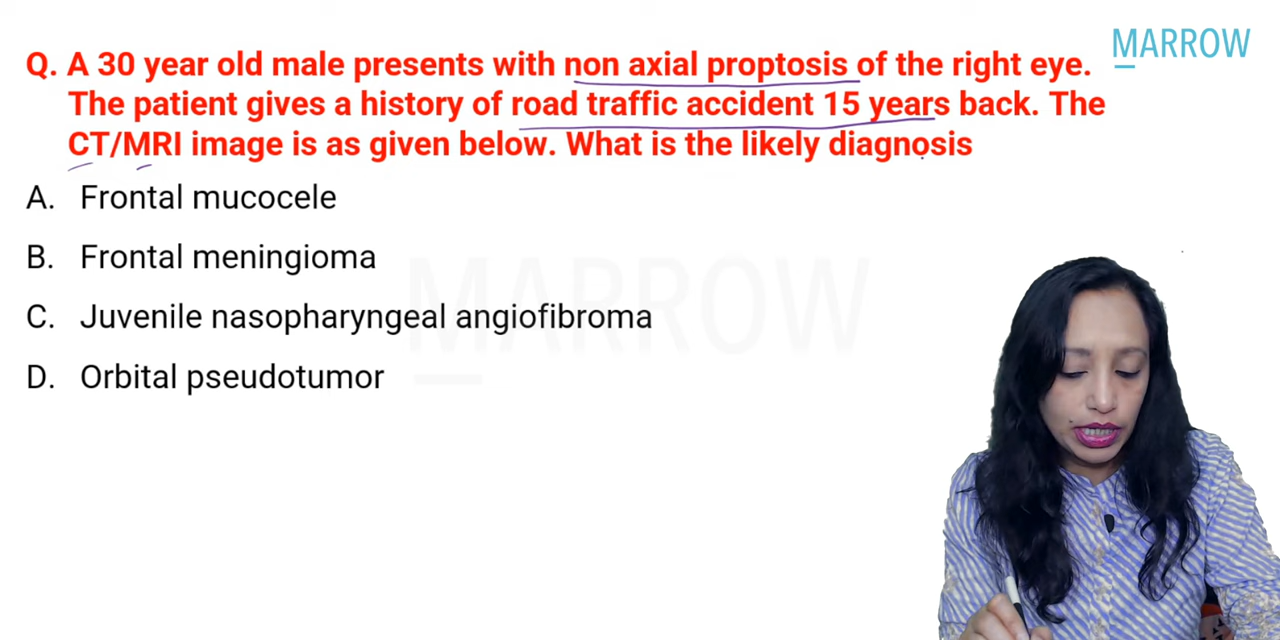 MARROW
Q. A 30 year old male presents with non axial proptosis of the right eye.
The patient gives a history of road traffic accident 15 years back. The
CT/MRI image is as given below. What is the likely diagnosis
A. Frontal mucocele
B. Frontal meningioma
C. Juvenile nasopharyngeal angiofibroma
D. Orbital pseudotumor
MARROW